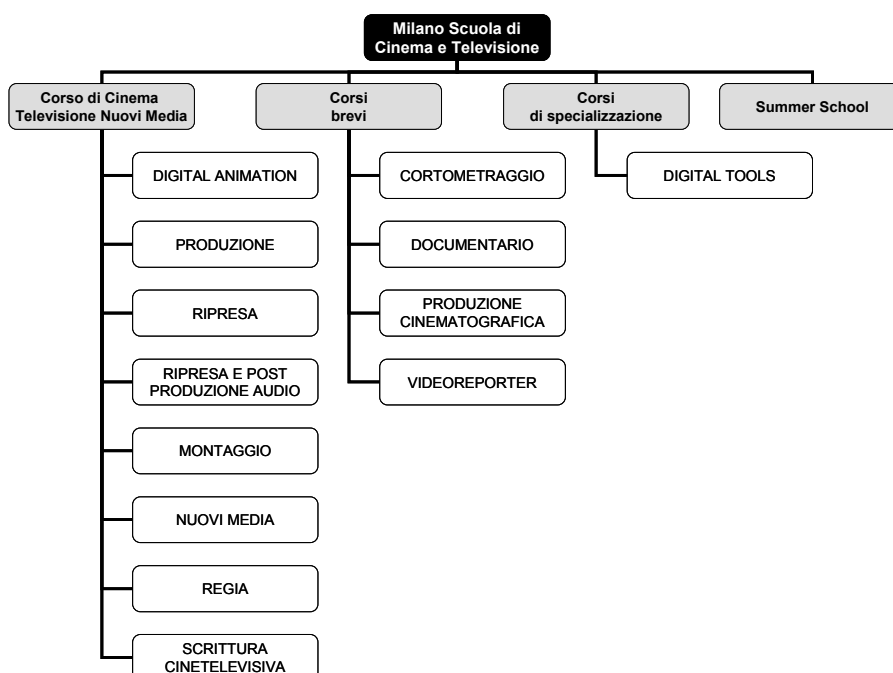 Milano Scuola di
Cinema e Televisione
Corso di Cinema
Televisione Nuovi Media
Corsi
brevi
Corsi
di specializzazione
Summer School
DIGITAL ANIMATION
PRODUZIONE
RIPRESA
RIPRESA E POST
PRODUZIONE AUDIO
MONTAGGIO
NUOVI MEDIA
REGIA
SCRITTURA
CINETELEVISIVA
CORTOMETRAGGIO
DOCUMENTARIO
PRODUZIONE
CINEMATOGRAFICA
VIDEOREPORTER
DIGITAL TOOLS